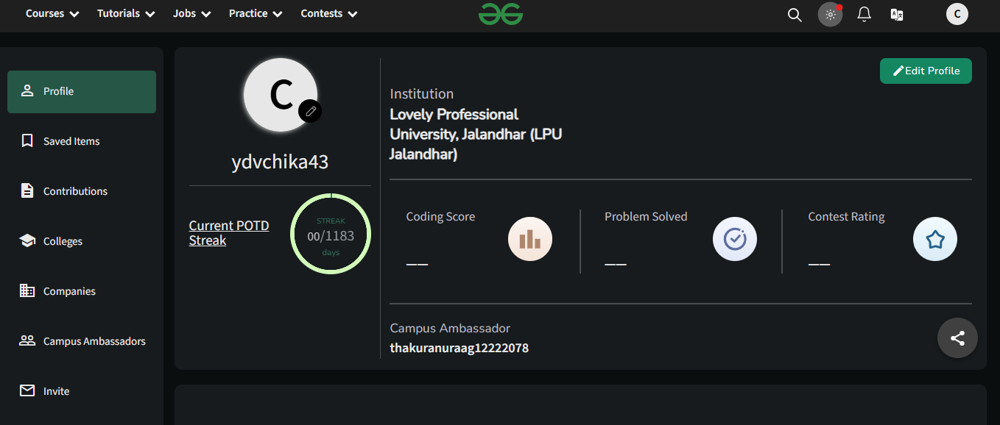 Courses Tutorials Jobs Practice Contests
C
Profile
Saved Items
Contributions
Colleges
Companies
Campus Ambassadors
Invite
C
ydvchika43
Current POTD
Streak
STREAK
00/1183
days
Edit Profile
Institution
Lovely Professional
University, Jalandhar (LPU
Jalandhar)
Coding Score
__
Problem Solved
__
Contest Rating
__
Campus Ambassador
thakuranuraag12222078